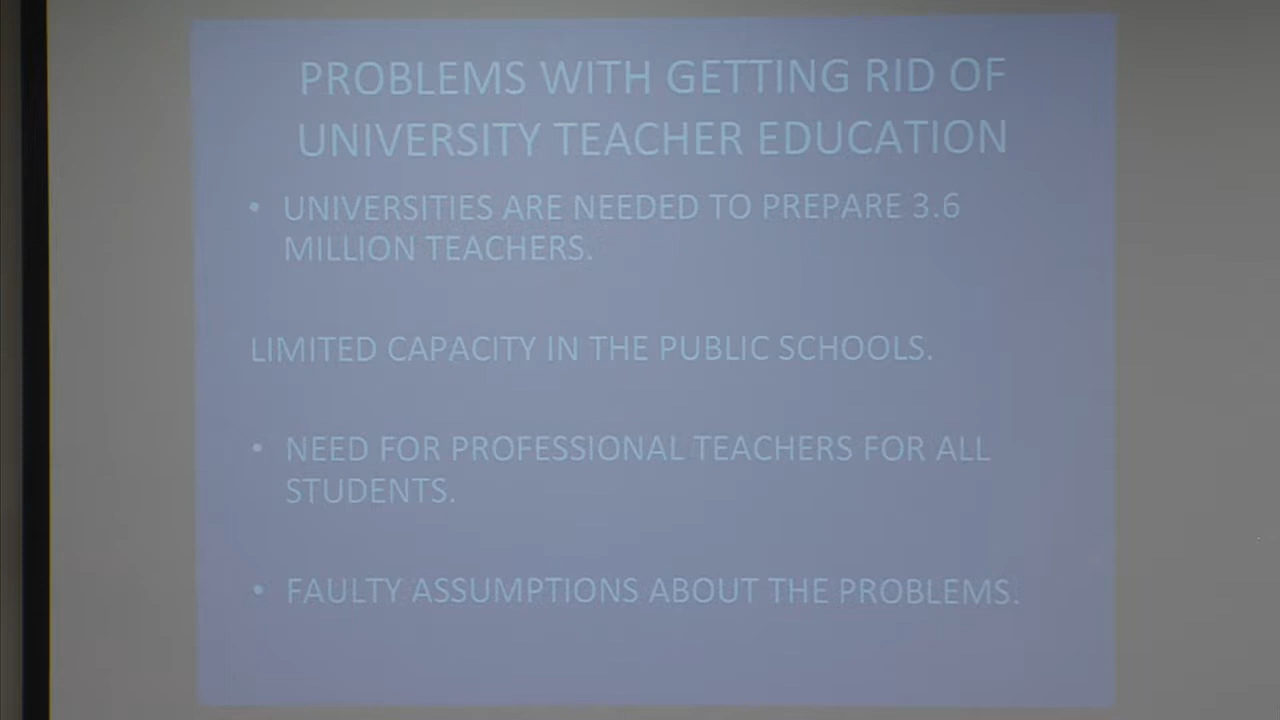 PROBLEMS WITH GETTING RID OF
UNIVERSITY TEACHER EDUCATION
• UNIVERSITIES ARE NEEDED TO PREPARE 3.6
MILLION TEACHERS.
LIMITED CAPACITY IN THE PUBLIC SCHOOLS.
• NEED FOR PROFESSIONAL TEACHERS FOR ALL
STUDENTS.
• FAULTY ASSUMPTIONS ABOUT THE PROBLEMS.